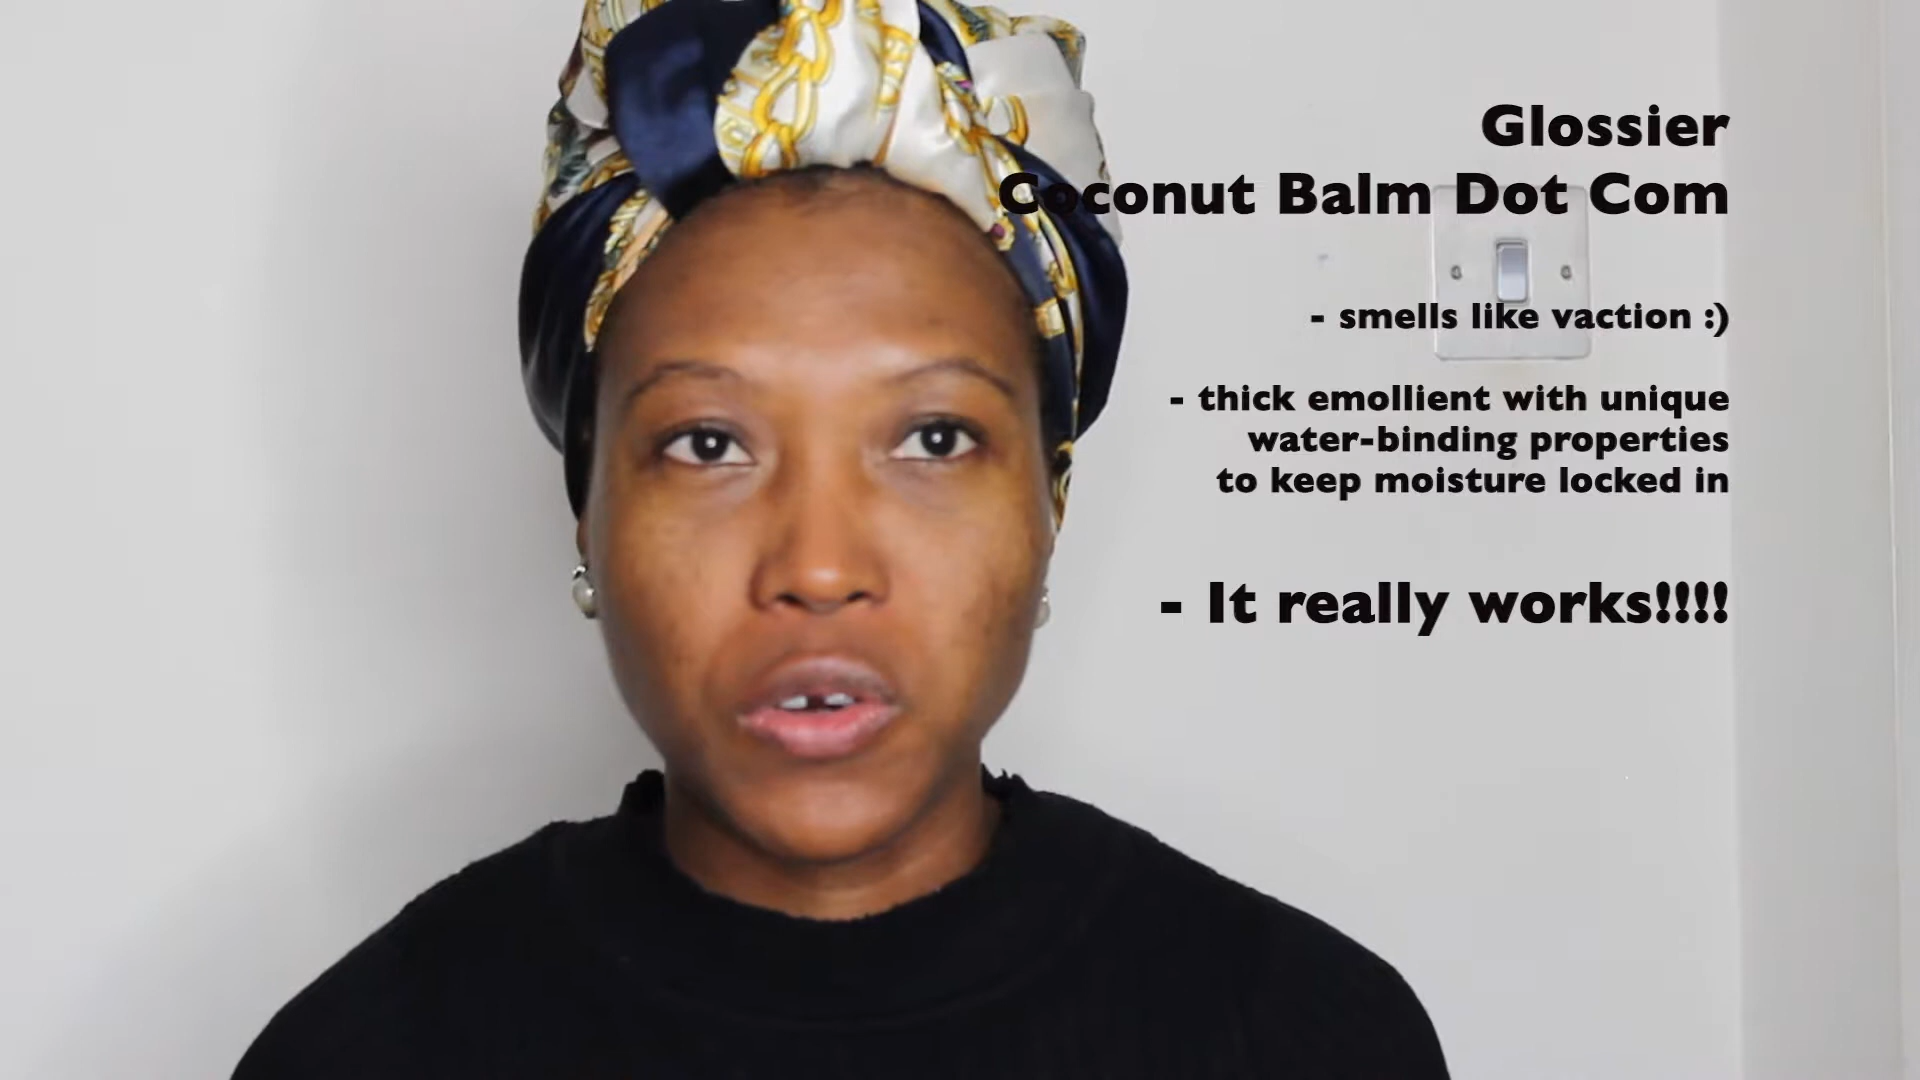 Glossier
Coconut Balm Dot Com
- smells like vaction :)
- thick emollient with unique
water-binding properties
to keep moisture locked in
- It really works!!!!